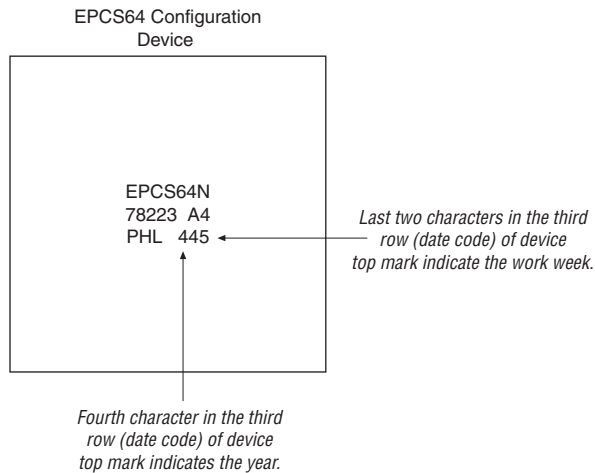 EPCS64 Configuration
Device
EPCS64N
78223 A4
PHL 445
Last two characters in the third
row (date code) of device
top mark indicate the work week.
Fourth character in the third
row (date code) of device
top mark indicates the year.